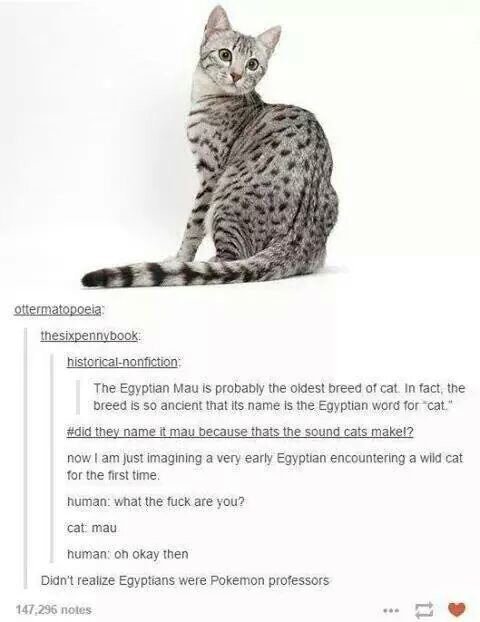 ottermatopoeia:
thesixpennybook:
historical-nonfiction:
The Egyptian Mau is probably the oldest breed of cat. In fact, the
breed is so ancient that its name is the Egyptian word for "cat."
#did they name it mau because thats the sound cats make!?
now I am just imagining a very early Egyptian encountering a wild cat
for the first time.
human: what the fuck are you?
cat: mau
human: oh okay then
Didn't realize Egyptians were Pokemon professors
147,296 notes